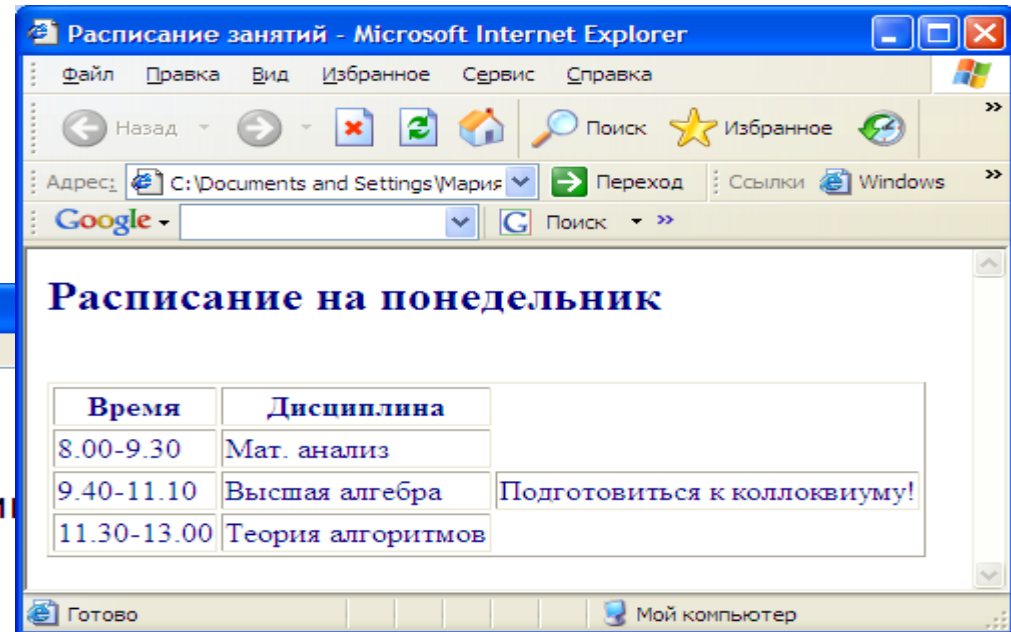 Расписание занятий - Microsoft Internet Explorer
Файл Правка Вид Избранное Сервис Справка
Назад Поиск Избранное »
Адрес: C:\Documents and Settings\Мария Переход Ссылки Windows »
Google G Поиск »
Расписание на понедельник
Время Дисциплина
8.00-9.30 Мат. анализ
9.40-11.10 Высшая алгебра Подготовиться к коллоквиуму!
11.30-13.00 Теория алгоритмов
Готово Мой компьютер